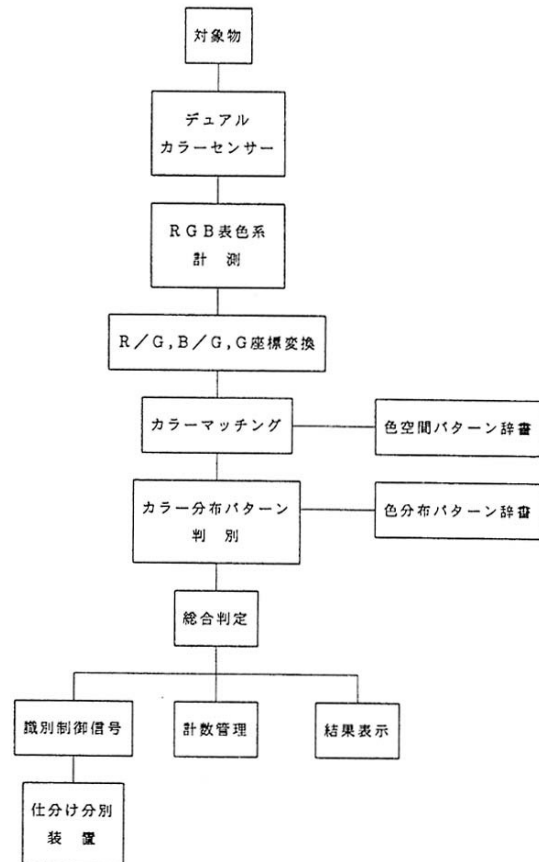 対象物
デュアル
カラーセンサー
RGB表色系
計 測
R/G,B/G,G座標変換
カラーマッチング
色空間パターン辞書
カラー分布パターン
判 別
色分布パターン辞書
総合判定
識別制御信号
計数管理
結果表示
仕分け分別
装 置